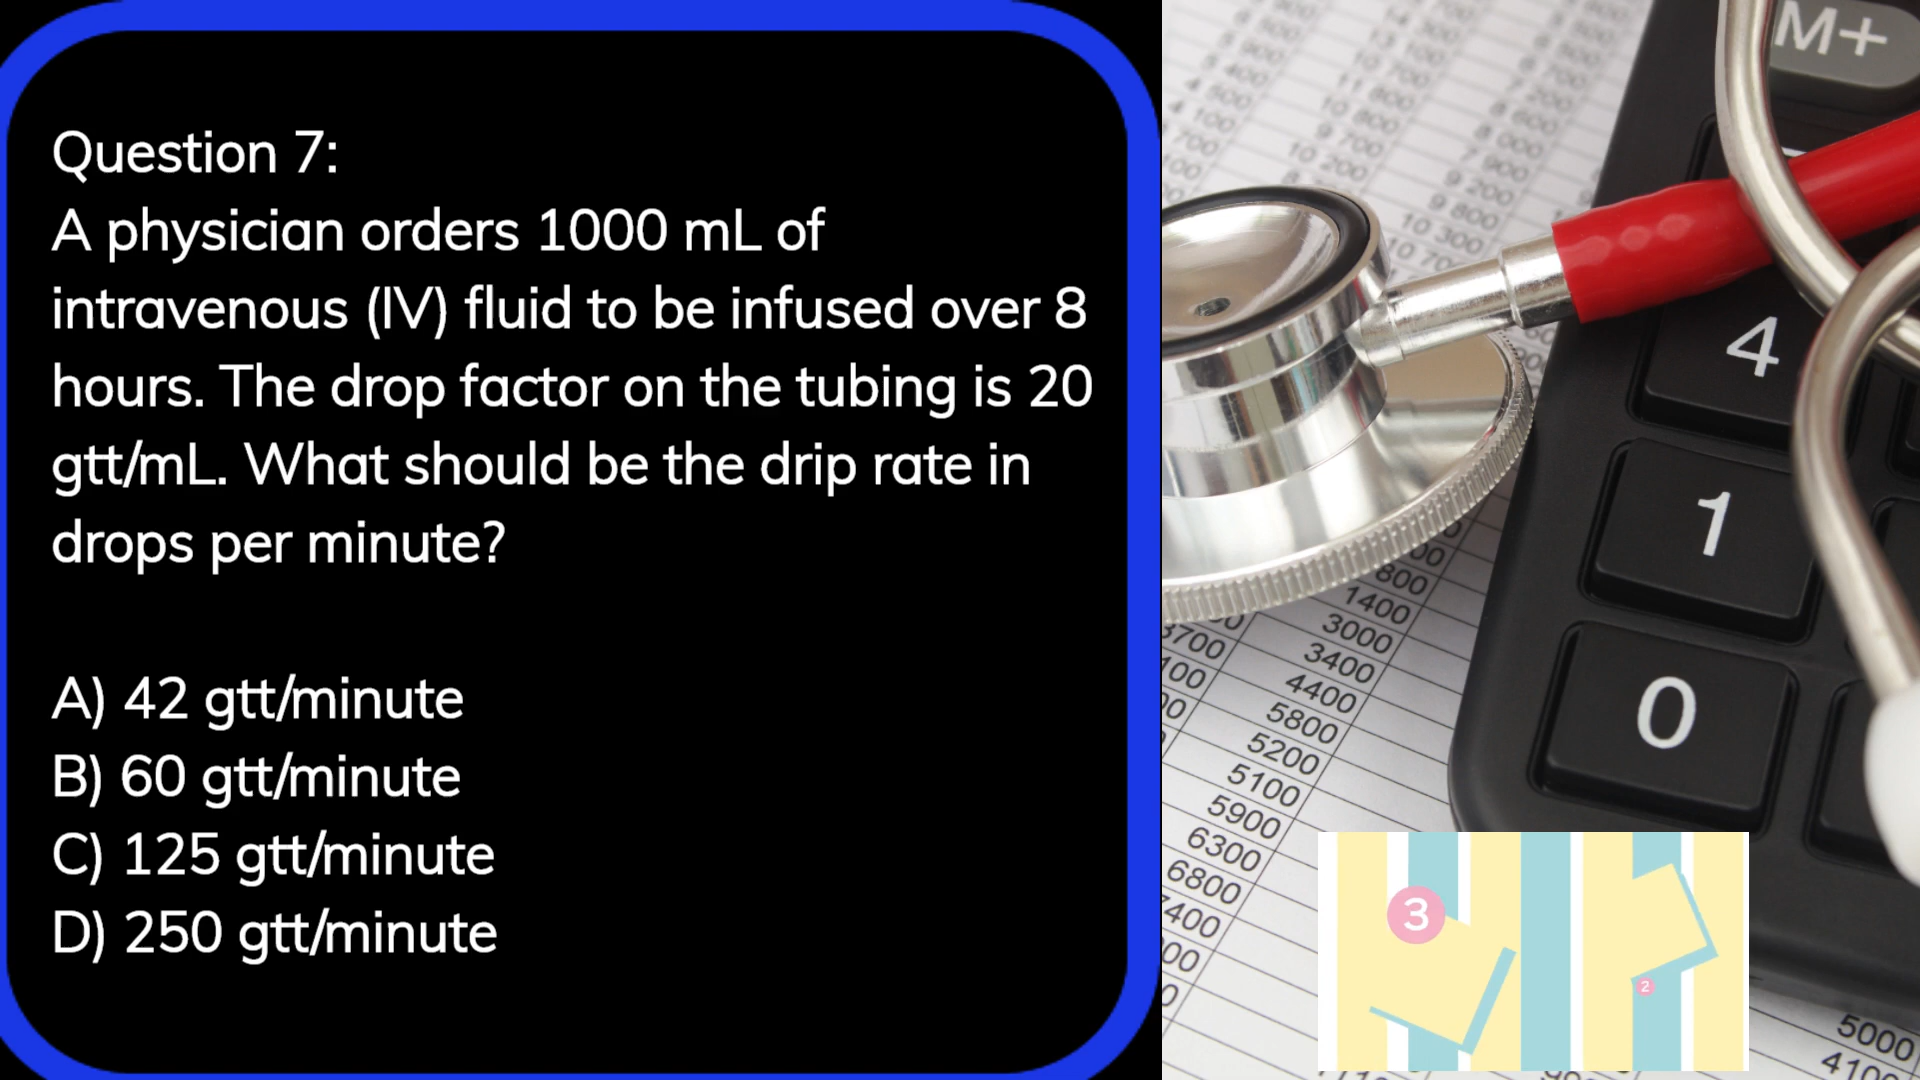 Question 7:
A physician orders 1000 mL of
intravenous (IV) fluid to be infused over 8
hours. The drop factor on the tubing is 20
gtt/mL. What should be the drip rate in
drops per minute?
A) 42 gtt/minute
B) 60 gtt/minute
C) 125 gtt/minute
D) 250 gtt/minute
M+
4
1
0
1400
3000
3400
4400
5800
5200
5100
5900
6300
6800
5000
3
2